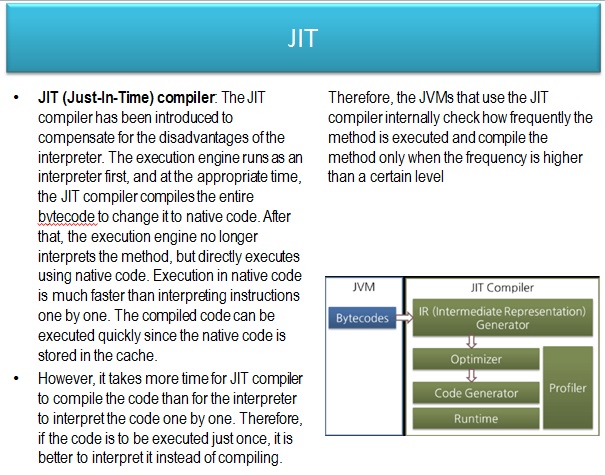 JIT
• JIT (Just-In-Time) compiler: The JIT
compiler has been introduced to
compensate for the disadvantages of the
interpreter. The execution engine runs as an
interpreter first, and at the appropriate time,
the JIT compiler compiles the entire
bytecode to change it to native code. After
that, the execution engine no longer
interprets the method, but directly executes
using native code. Execution in native code
is much faster than interpreting instructions
one by one. The compiled code can be
executed quickly since the native code is
stored in the cache.
• However, it takes more time for JIT compiler
to compile the code than for the interpreter
to interpret the code one by one. Therefore,
if the code is to be executed just once, it is
better to interpret it instead of compiling.
Therefore, the JVMs that use the JIT
compiler internally check how frequently the
method is executed and compile the
method only when the frequency is higher
than a certain level
JVM
JIT Compiler
Bytecodes
IR (Intermediate Representation)
Generator
Optimizer
Code Generator
Profiler
Runtime